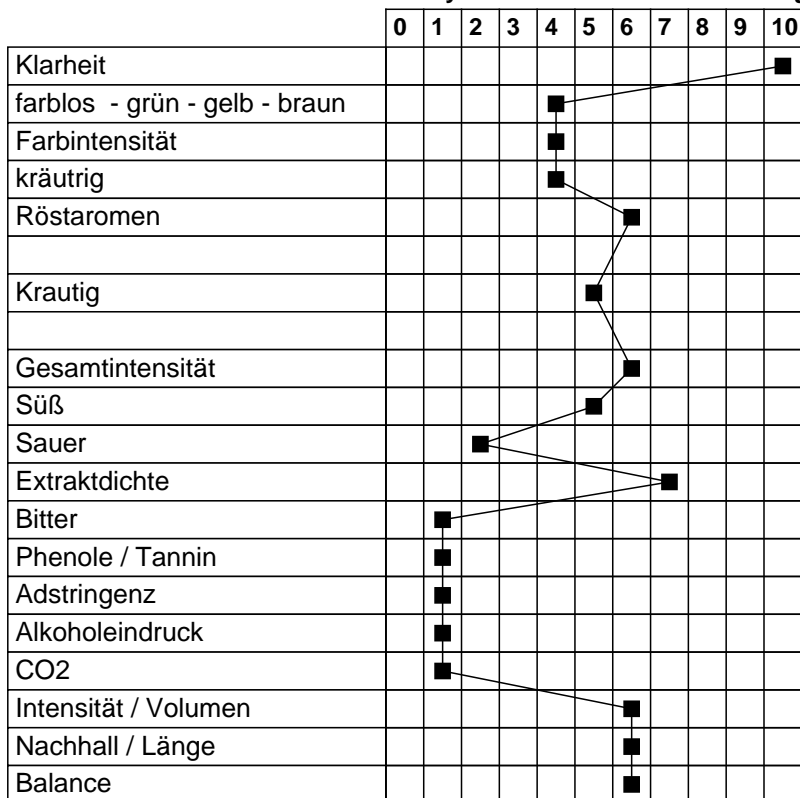 0 1 2 3 4 5 6 7 8 9 10
Klarheit
farblos - grün - gelb - braun
Farbintensität
kräutrig
Röstaromen
Krautig
Gesamtintensität
Süß
Sauer
Extraktdichte
Bitter
Phenole / Tannin
Adstringenz
Alkoholeindruck
CO2
Intensität / Volumen
Nachhall / Länge
Balance